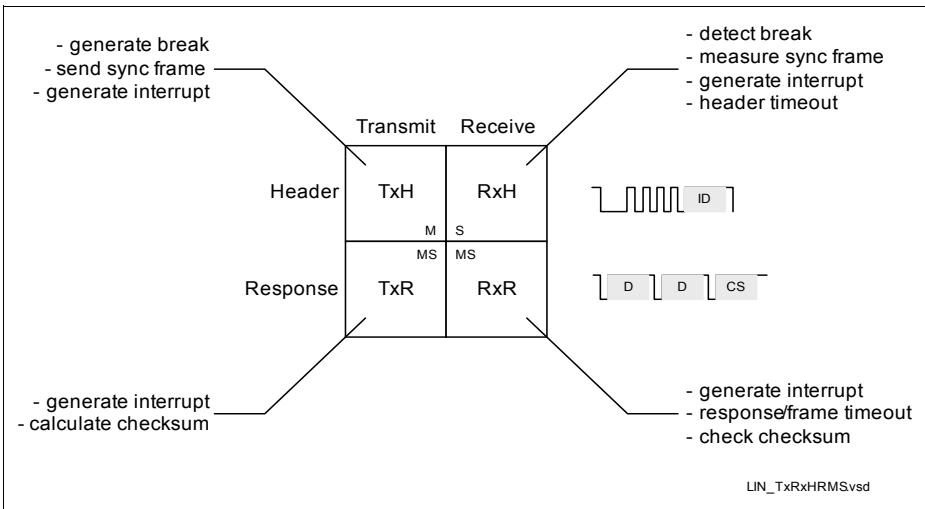 - generate break
- send sync frame
- generate interrupt
- detect break
- measure sync frame
- generate interrupt
- header timeout
Transmit Receive
Header TxH RxH ID
M S
MS MS
Response TxR RxR D D CS
- generate interrupt
- calculate checksum
- generate interrupt
- response/frame timeout
- check checksum
LIN_TxRxHRMS.vsd